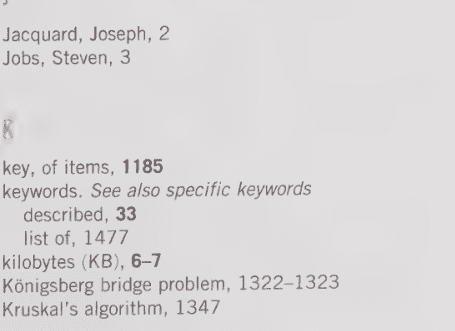 Jacquard, Joseph, 2
Jobs, Steven, 3
K
key, of items, 1185
keywords. See also specific keywords
described, 33
list of, 1477
kilobytes (KB), 6–7
Königsberg bridge problem, 1322–1323
Kruskal's algorithm, 1347